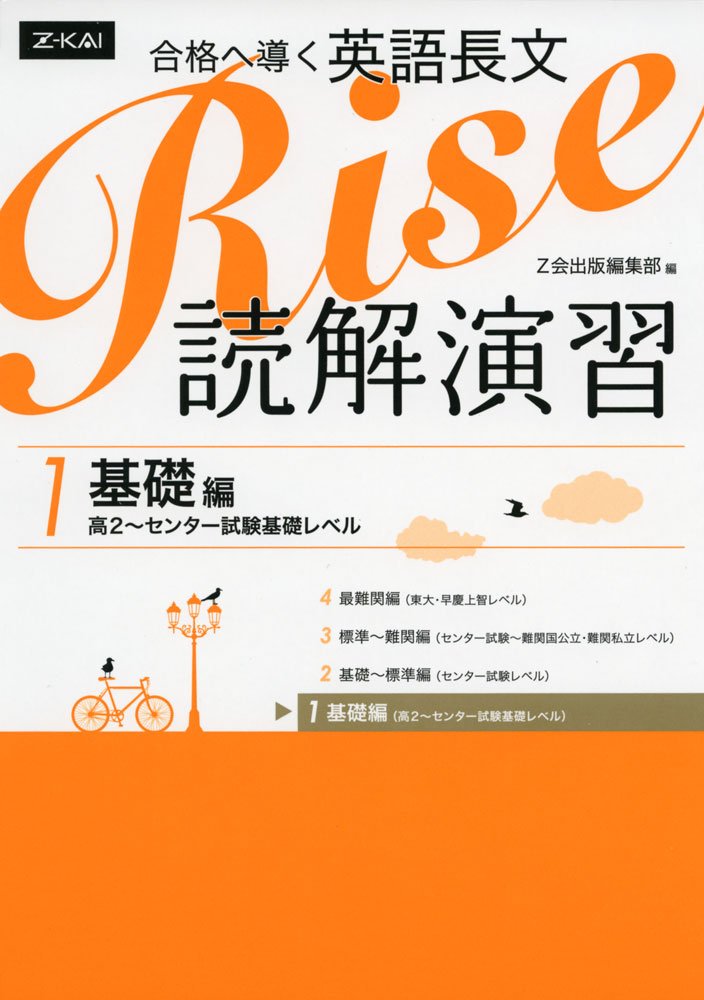 Z-KAI
合格へ導く英語長文
Rise
Z会出版編集部 編
読解演習
1 基礎編
高2〜センター試験基礎レベル
4 最難関編（東大・早慶上智レベル）
3 標準〜難関編（センター試験〜難関国公立・難関私立レベル）
2 基礎〜標準編（センター試験レベル）
1 基礎編（高2〜センター試験基礎レベル）